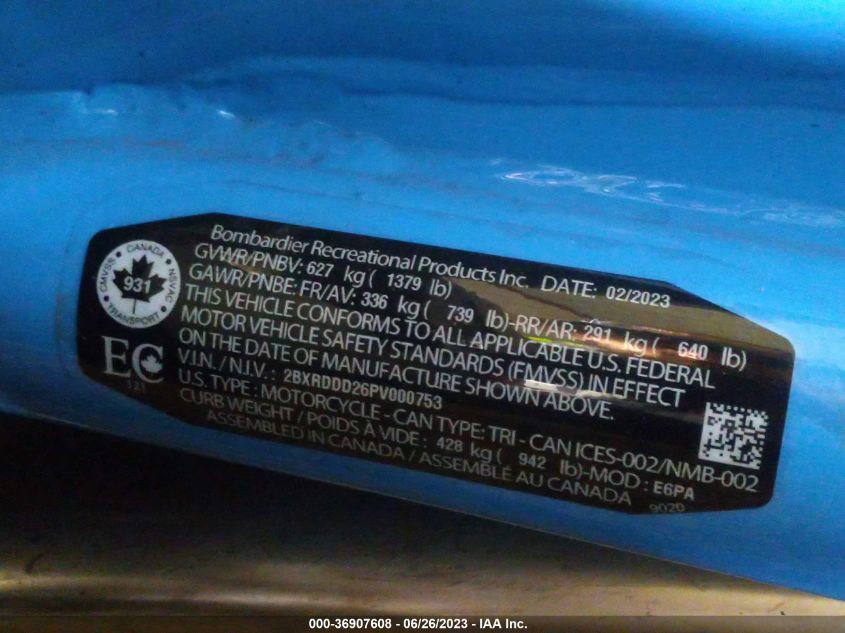 Bombardier Recreational Products Inc. DATE: 02/2023
GVWR/PNBV: 627 kg( 1379 lb)
GAWR/PNBE: FR/AV: 336 kg( 739 lb)-RR/AR: 291 kg( 640 lb)
THIS VEHICLE CONFORMS TO ALL APPLICABLE U.S. FEDERAL
MOTOR VEHICLE SAFETY STANDARDS (FMVSS) IN EFFECT
ON THE DATE OF MANUFACTURE SHOWN ABOVE.
V.I.N. / N.I.V. : 2BXRDDD26PV000753
U.S. TYPE : MOTORCYCLE - CAN TYPE: TRI - CAN ICES-002/NMB-002
CURB WEIGHT / POIDS À VIDE : 428 kg( 942 lb)-MOD : E6PA
ASSEMBLED IN CANADA / ASSEMBLÉ AU CANADA 9020
CANADA
CMVSS NSVAC
931
TRANSPORT
EC
121
000-36907608 - 06/26/2023 - IAA Inc.